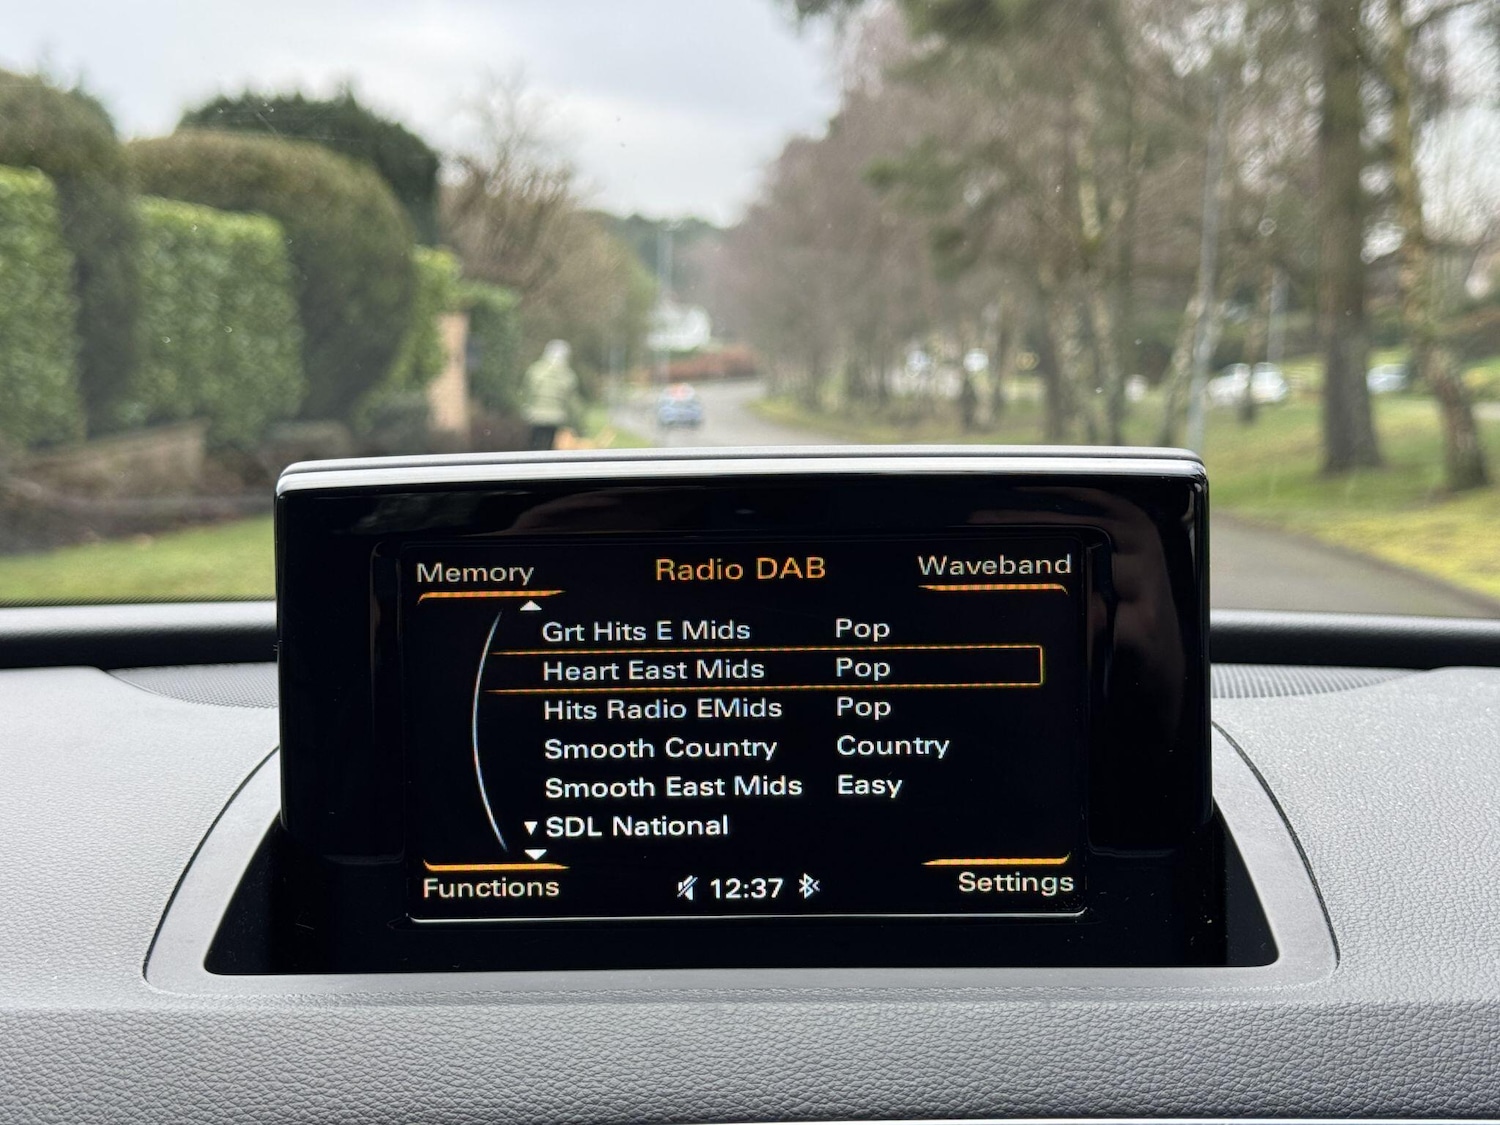 Memory Radio DAB Waveband
Grt Hits E Mids Pop
Heart East Mids Pop
Hits Radio EMids Pop
Smooth Country Country
Smooth East Mids Easy
SDL National
Functions 12:37 Settings